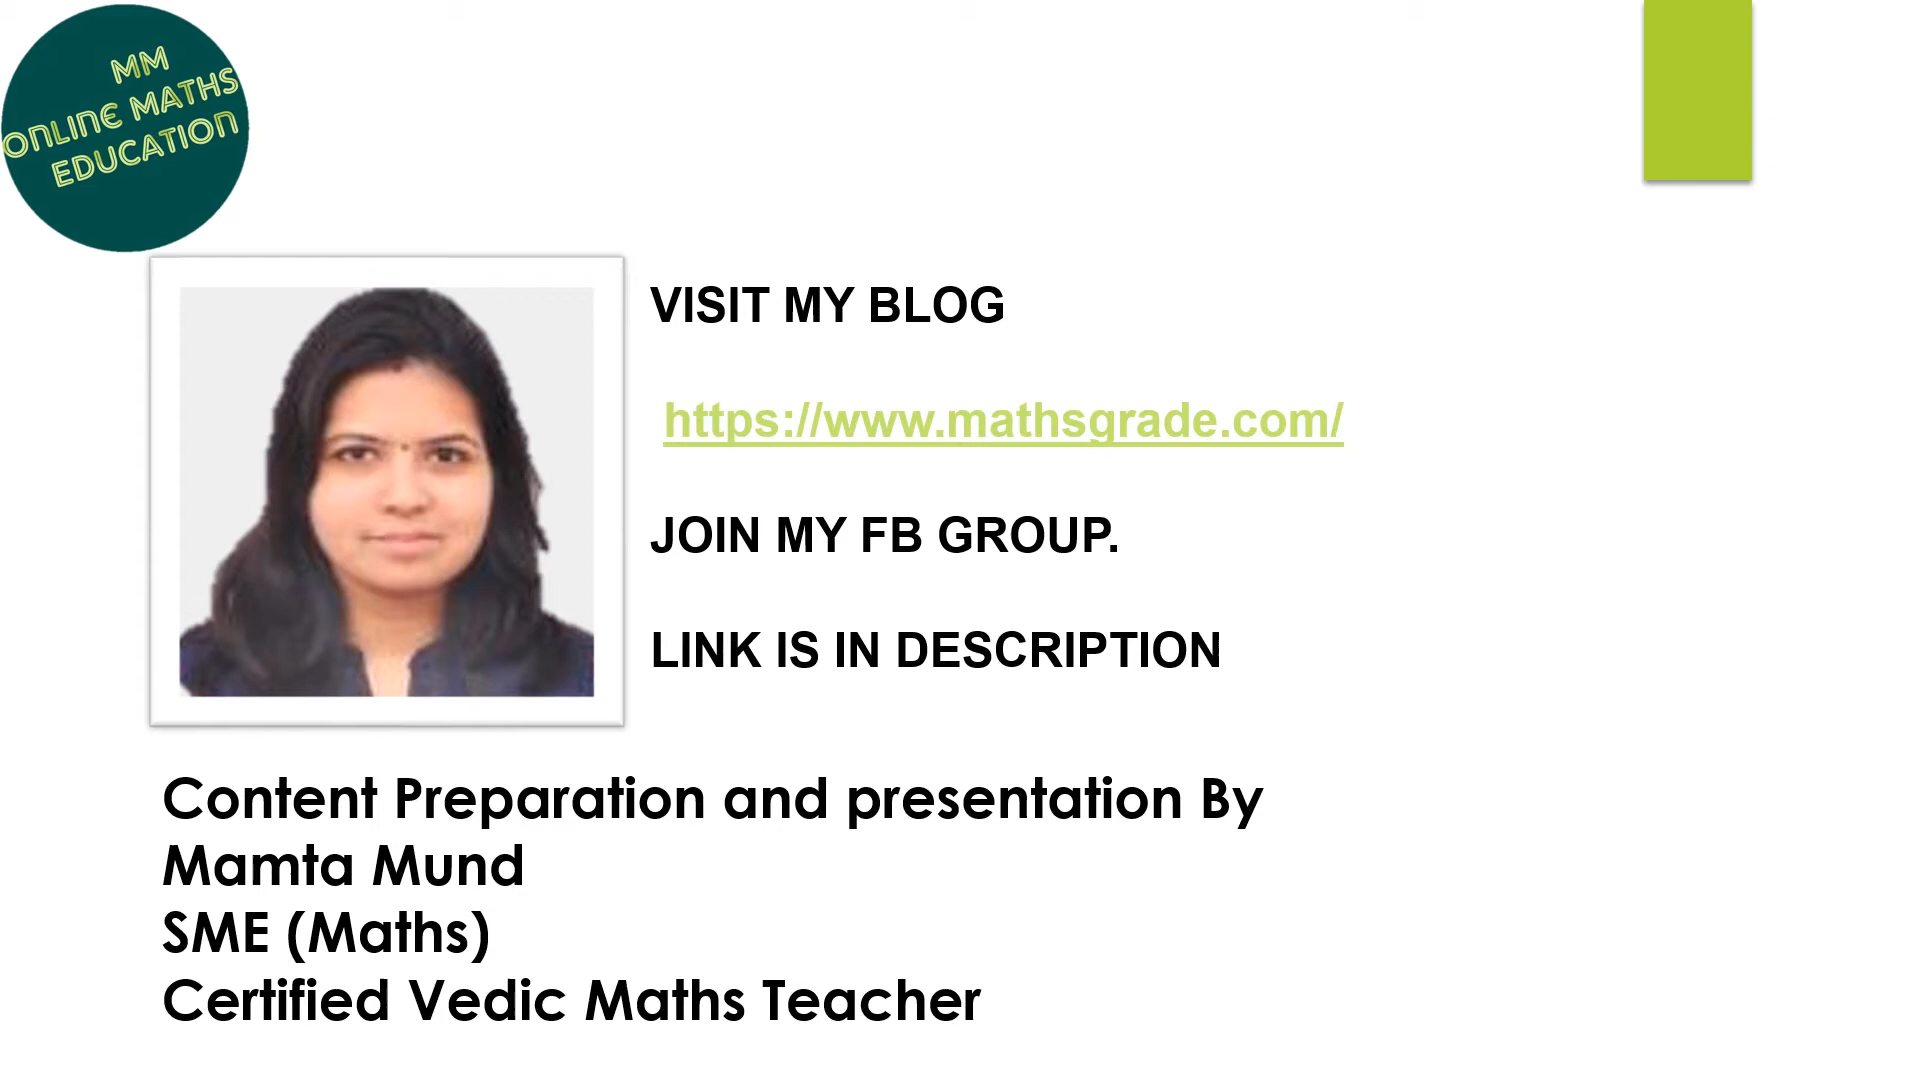 MM
ONLINE MATHS
EDUCATION
VISIT MY BLOG
https://www.mathsgrade.com/
JOIN MY FB GROUP.
LINK IS IN DESCRIPTION
Content Preparation and presentation By
Mamta Mund
SME (Maths)
Certified Vedic Maths Teacher